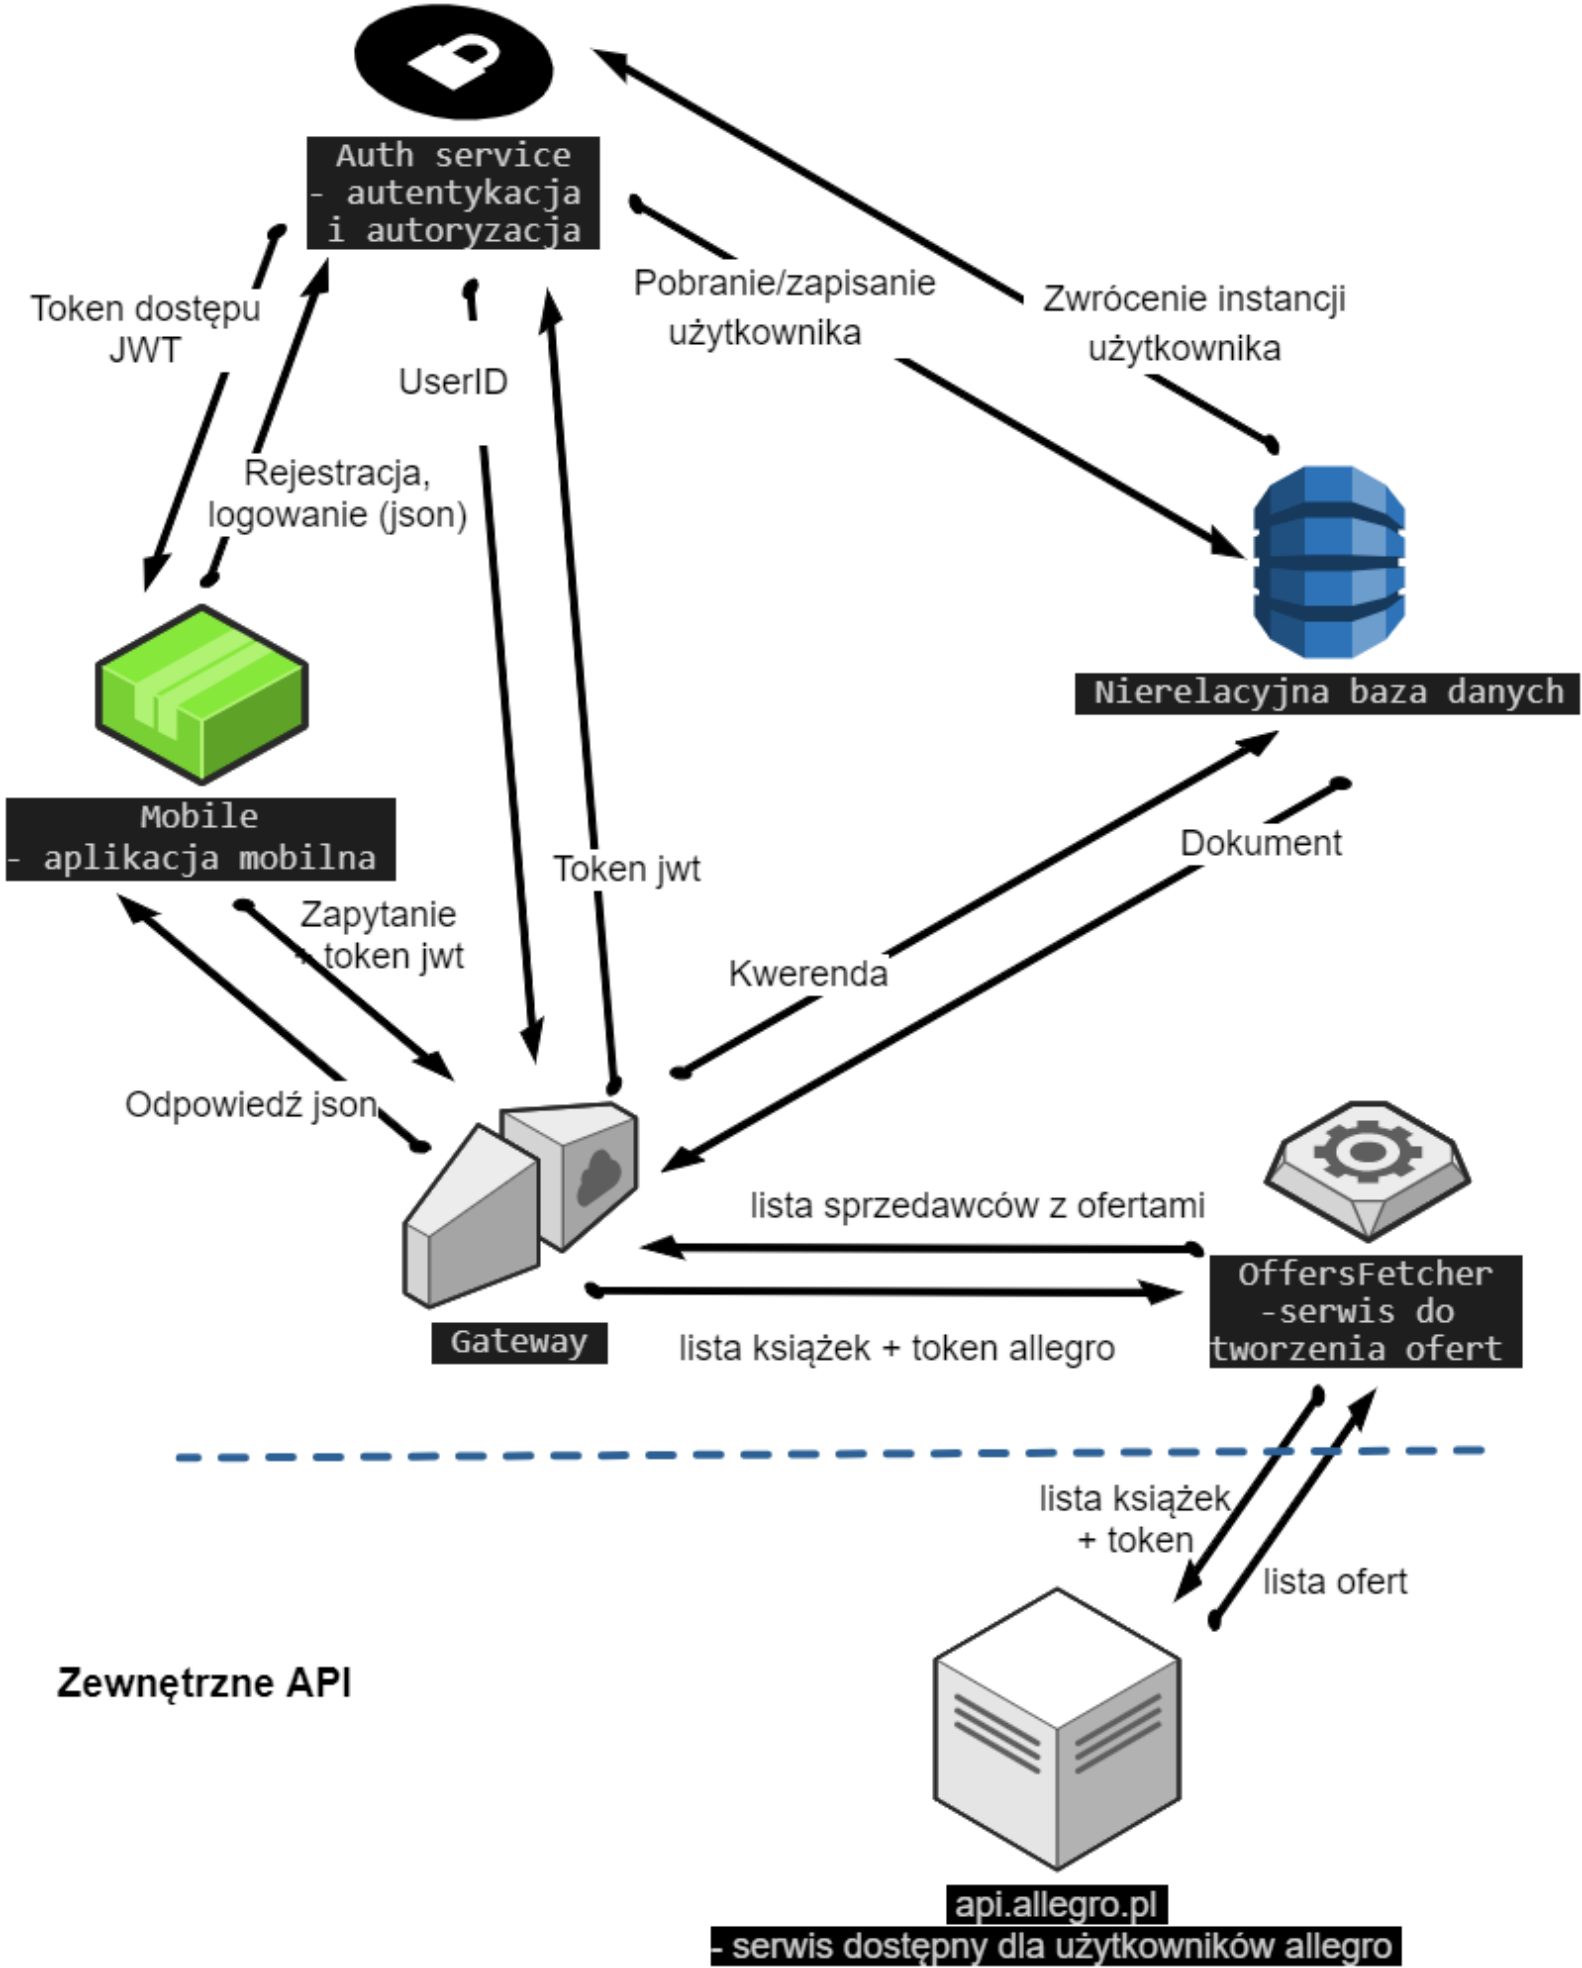 Auth service
- autentykacja
i autoryzacja
Token dostępu
JWT
Pobranie/zapisanie
użytkownika
Zwrócenie instancji
użytkownika
UserID
Rejestracja,
logowanie (json)
Nierelacyjna baza danych
Mobile
- aplikacja mobilna
Token jwt
Dokument
Zapytanie
+ token jwt
Kwerenda
Odpowiedź json
lista sprzedawców z ofertami
OffersFetcher
-serwis do
tworzenia ofert
Gateway
lista książek + token allegro
lista książek
+ token
lista ofert
Zewnętrzne API
api.allegro.pl
- serwis dostępny dla użytkowników allegro